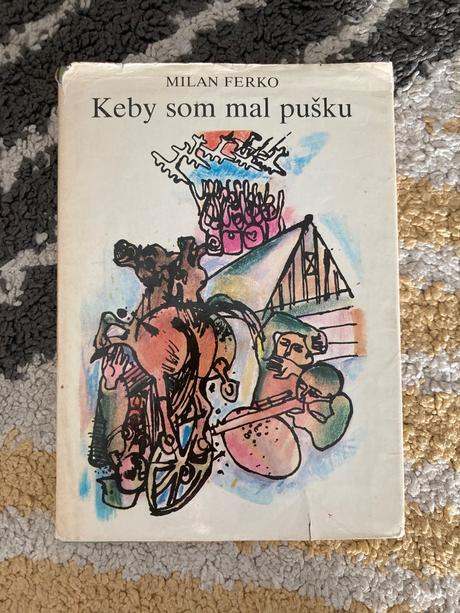 MILAN FERKO
Keby som mal pušku